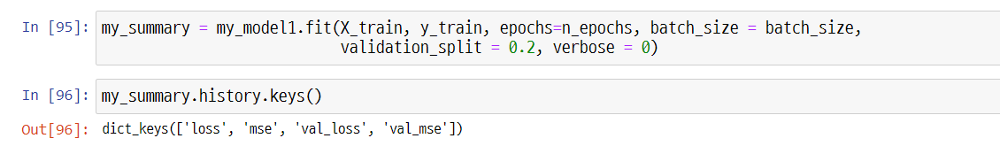 In [95]: my_summary = my_model1.fit(X_train, y_train, epochs=n_epochs, batch_size = batch_size,
validation_split = 0.2, verbose = 0)
In [96]: my_summary.history.keys()
Out[96]: dict_keys(['loss', 'mse', 'val_loss', 'val_mse'])